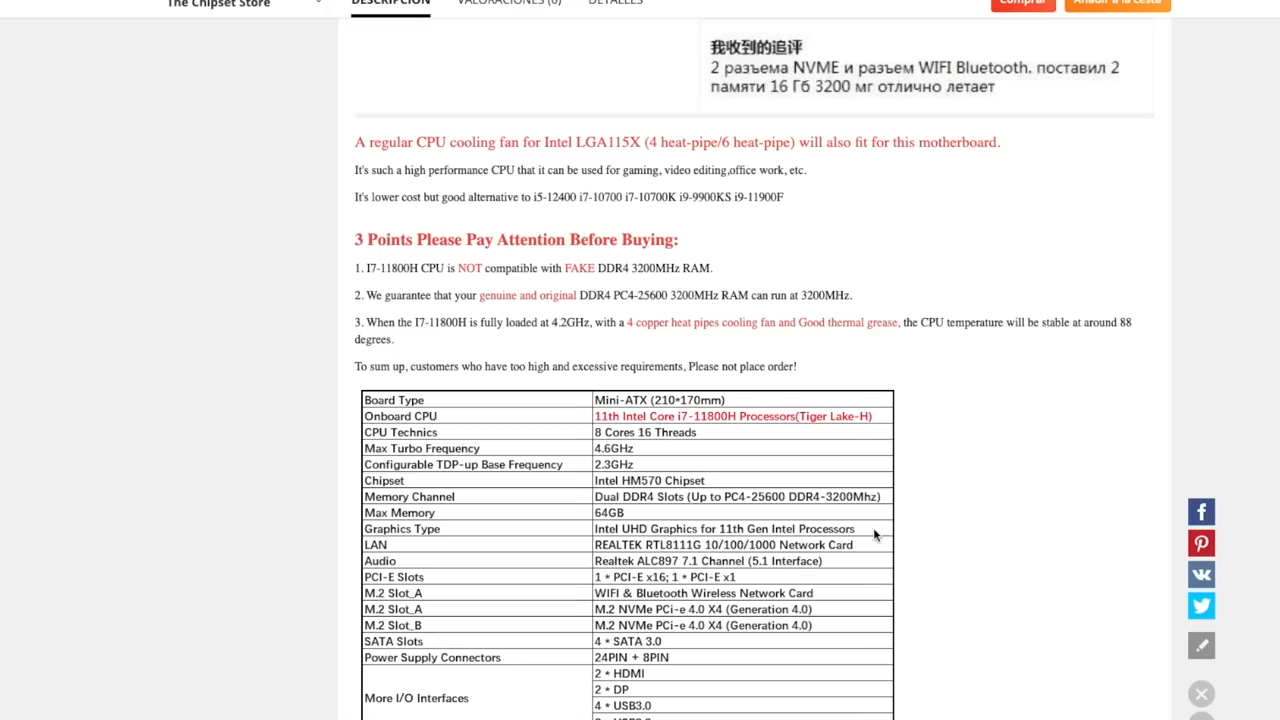 The Chipset Store
DESCRIPCIÓN
VALORACIONES (6)
DETALLES
Comprar
Añadir a la cesta
我收到的追评
2 разъема NVME и разъем WIFI Bluetooth. поставил 2
памяти 16 Гб 3200 мг отлично летает
A regular CPU cooling fan for Intel LGA115X (4 heat-pipe/6 heat-pipe) will also fit for this motherboard.
It's such a high performance CPU that it can be used for gaming, video editing,office work, etc.
It's lower cost but good alternative to i5-12400 i7-10700 i7-10700K i9-9900KS i9-11900F
3 Points Please Pay Attention Before Buying:
1. I7-11800H CPU is NOT compatible with FAKE DDR4 3200MHz RAM.
2. We guarantee that your genuine and original DDR4 PC4-25600 3200MHz RAM can run at 3200MHz.
3. When the I7-11800H is fully loaded at 4.2GHz, with a 4 copper heat pipes cooling fan and Good thermal grease, the CPU temperature will be stable at around 88
degrees.
To sum up, customers who have too high and excessive requirements, Please not place order!
Board Type Mini-ATX (210*170mm)
Onboard CPU 11th Intel Core i7-11800H Processors(Tiger Lake-H)
CPU Technics 8 Cores 16 Threads
Max Turbo Frequency 4.6GHz
Configurable TDP-up Base Frequency 2.3GHz
Chipset Intel HM570 Chipset
Memory Channel Dual DDR4 Slots (Up to PC4-25600 DDR4-3200Mhz)
Max Memory 64GB
Graphics Type Intel UHD Graphics for 11th Gen Intel Processors
LAN REALTEK RTL8111G 10/100/1000 Network Card
Audio Realtek ALC897 7.1 Channel (5.1 Interface)
PCI-E Slots 1 * PCI-E x16; 1 * PCI-E x1
M.2 Slot_A WIFI & Bluetooth Wireless Network Card
M.2 Slot_A M.2 NVMe PCi-e 4.0 X4 (Generation 4.0)
M.2 Slot_B M.2 NVMe PCi-e 4.0 X4 (Generation 4.0)
SATA Slots 4 * SATA 3.0
Power Supply Connectors 24PIN + 8PIN
More I/O Interfaces 2 * HDMI
2 * DP
4 * USB3.0